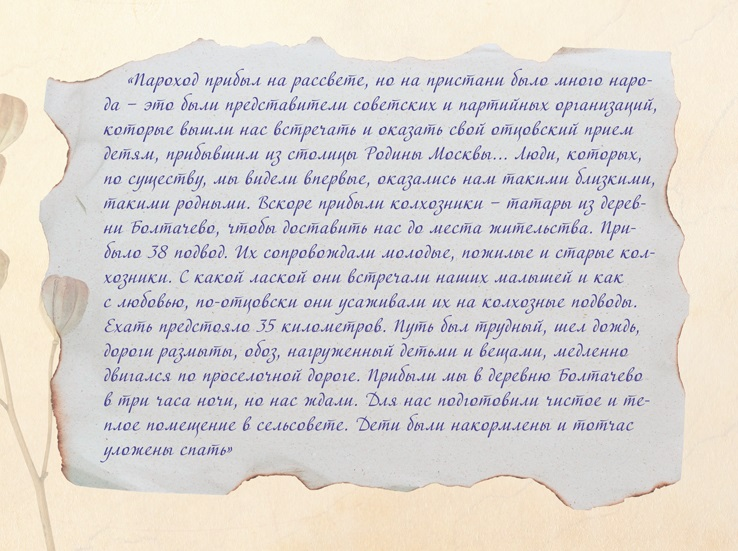 «Пароход прибыл на рассвете, но на пристани было много наро-
да – это были представители советских и партийных организаций,
которые вышли нас встречать и оказать свой отцовский прием
детям, прибывшим из столицы Родины Москвы... Люди, которых,
по существу, мы видели впервые, оказались нам такими близкими,
такими родными. Вскоре прибыли колхозники – татары из дерев-
ни Болтачево, чтобы доставить нас до места жительства. При-
было 38 подвод. Их сопровождали молодые, пожилые и старые кол-
хозники. С какой лаской они встречали наших малышей и как
с любовью, по-отцовски они усаживали их на колхозные подводы.
Ехать предстояло 35 километров. Путь был трудный, шел дождь,
дороги размыты, обоз, нагруженный детьми и вещами, медленно
двигался по проселочной дороге. Прибыли мы в деревню Болтачево
в три часа ночи, но нас ждали. Для нас подготовили чистое и те-
плое помещение в сельсовете. Дети были накормлены и тотчас
уложены спать»